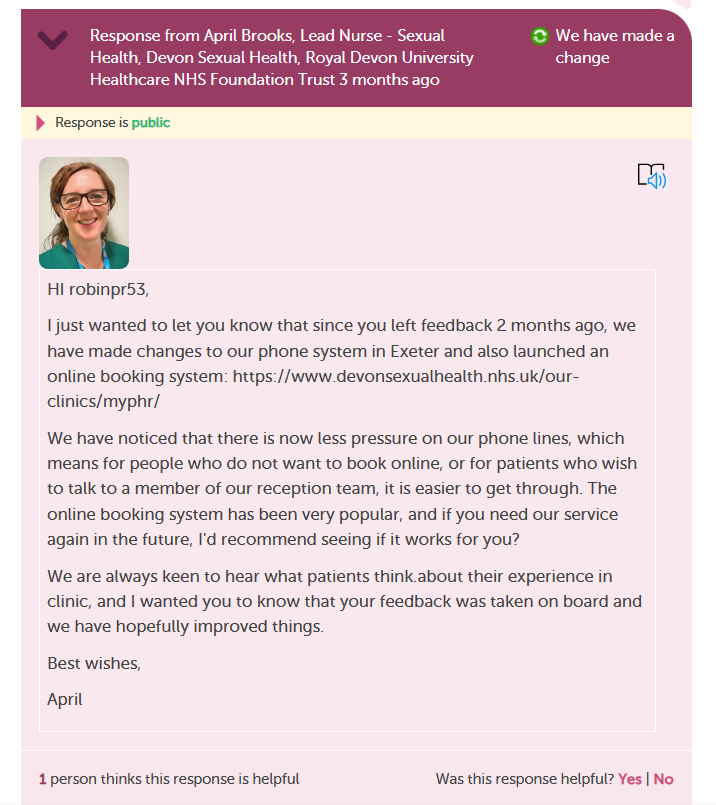 Response from April Brooks, Lead Nurse - Sexual
Health, Devon Sexual Health, Royal Devon University
Healthcare NHS Foundation Trust 3 months ago
We have made a
change
Response is public
HI robinpr53,
I just wanted to let you know that since you left feedback 2 months ago, we
have made changes to our phone system in Exeter and also launched an
online booking system: https://www.devonsexualhealth.nhs.uk/our-
clinics/myphr/
We have noticed that there is now less pressure on our phone lines, which
means for people who do not want to book online, or for patients who wish
to talk to a member of our reception team, it is easier to get through. The
online booking system has been very popular, and if you need our service
again in the future, I'd recommend seeing if it works for you?
We are always keen to hear what patients think.about their experience in
clinic, and I wanted you to know that your feedback was taken on board and
we have hopefully improved things.
Best wishes,
April
1 person thinks this response is helpful
Was this response helpful? Yes | No